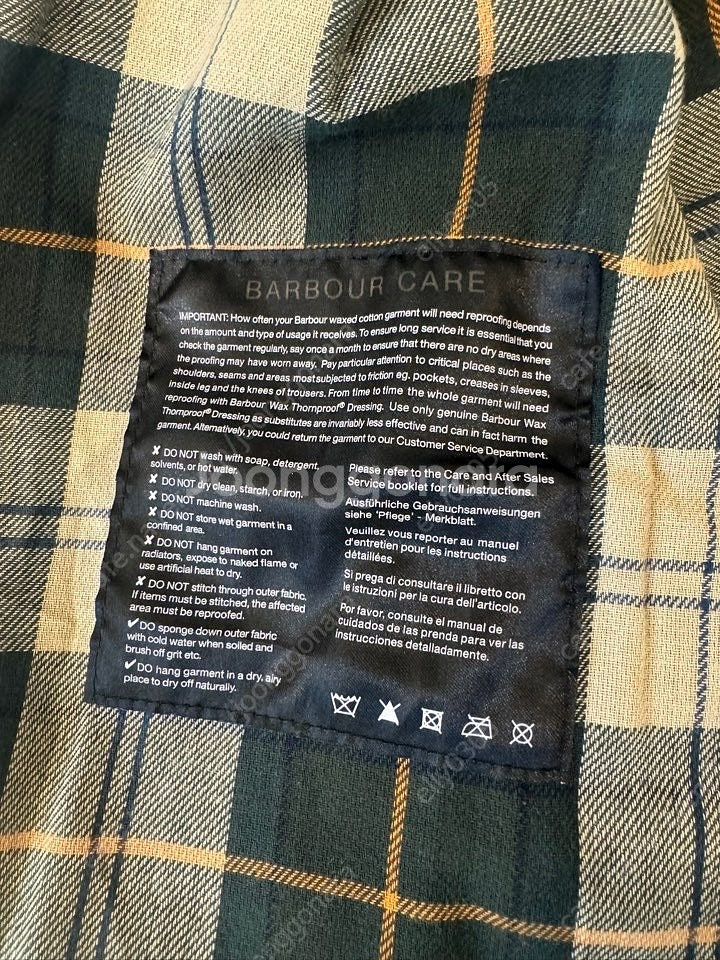 BARBOUR CARE
IMPORTANT: How often your Barbour waxed cotton garment will need reproofing depends
on the amount and type of usage it receives. To ensure long service it is essential that you
check the garment regularly, say once a month to ensure that there are no dry areas where
the proofing may have worn away. Pay particular attention to critical places such as the
shoulders, seams and areas most subjected to friction eg. pockets, creases in sleeves,
inside leg and the knees of trousers. From time to time the whole garment will need
reproofing with Barbour Wax Thornproof® Dressing. Use only genuine Barbour Wax
Thornproof® Dressing as substitutes are invariably less effective and can in fact harm the
garment. Alternatively, you could return the garment to our Customer Service Department.
✘ DO NOT wash with soap, detergent,
solvents, or hot water.
✘ DO NOT dry clean, starch, or iron.
✘ DO NOT machine wash.
✘ DO NOT store wet garment in a
confined area.
✘ DO NOT hang garment on
radiators, expose to naked flame or
use artificial heat to dry.
✘ DO NOT stitch through outer fabric.
If items must be stitched, the affected
area must be reproofed.
✔ DO sponge down outer fabric
with cold water when soiled and
brush off grit etc.
✔ DO hang garment in a dry, airy
place to dry off naturally.
Please refer to the Care and After Sales
Service booklet for full instructions.
Ausführliche Gebrauchsanweisungen
siehe 'Pflege' - Merkblatt.
Veuillez vous reporter au manuel
d'entretien pour les instructions
détaillées.
Si prega di consultare il libretto con
le istruzioni per la cura dell'articolo.
Por favor, consulte el manual de
cuidados de las prenda para ver las
instrucciones detalladamente.